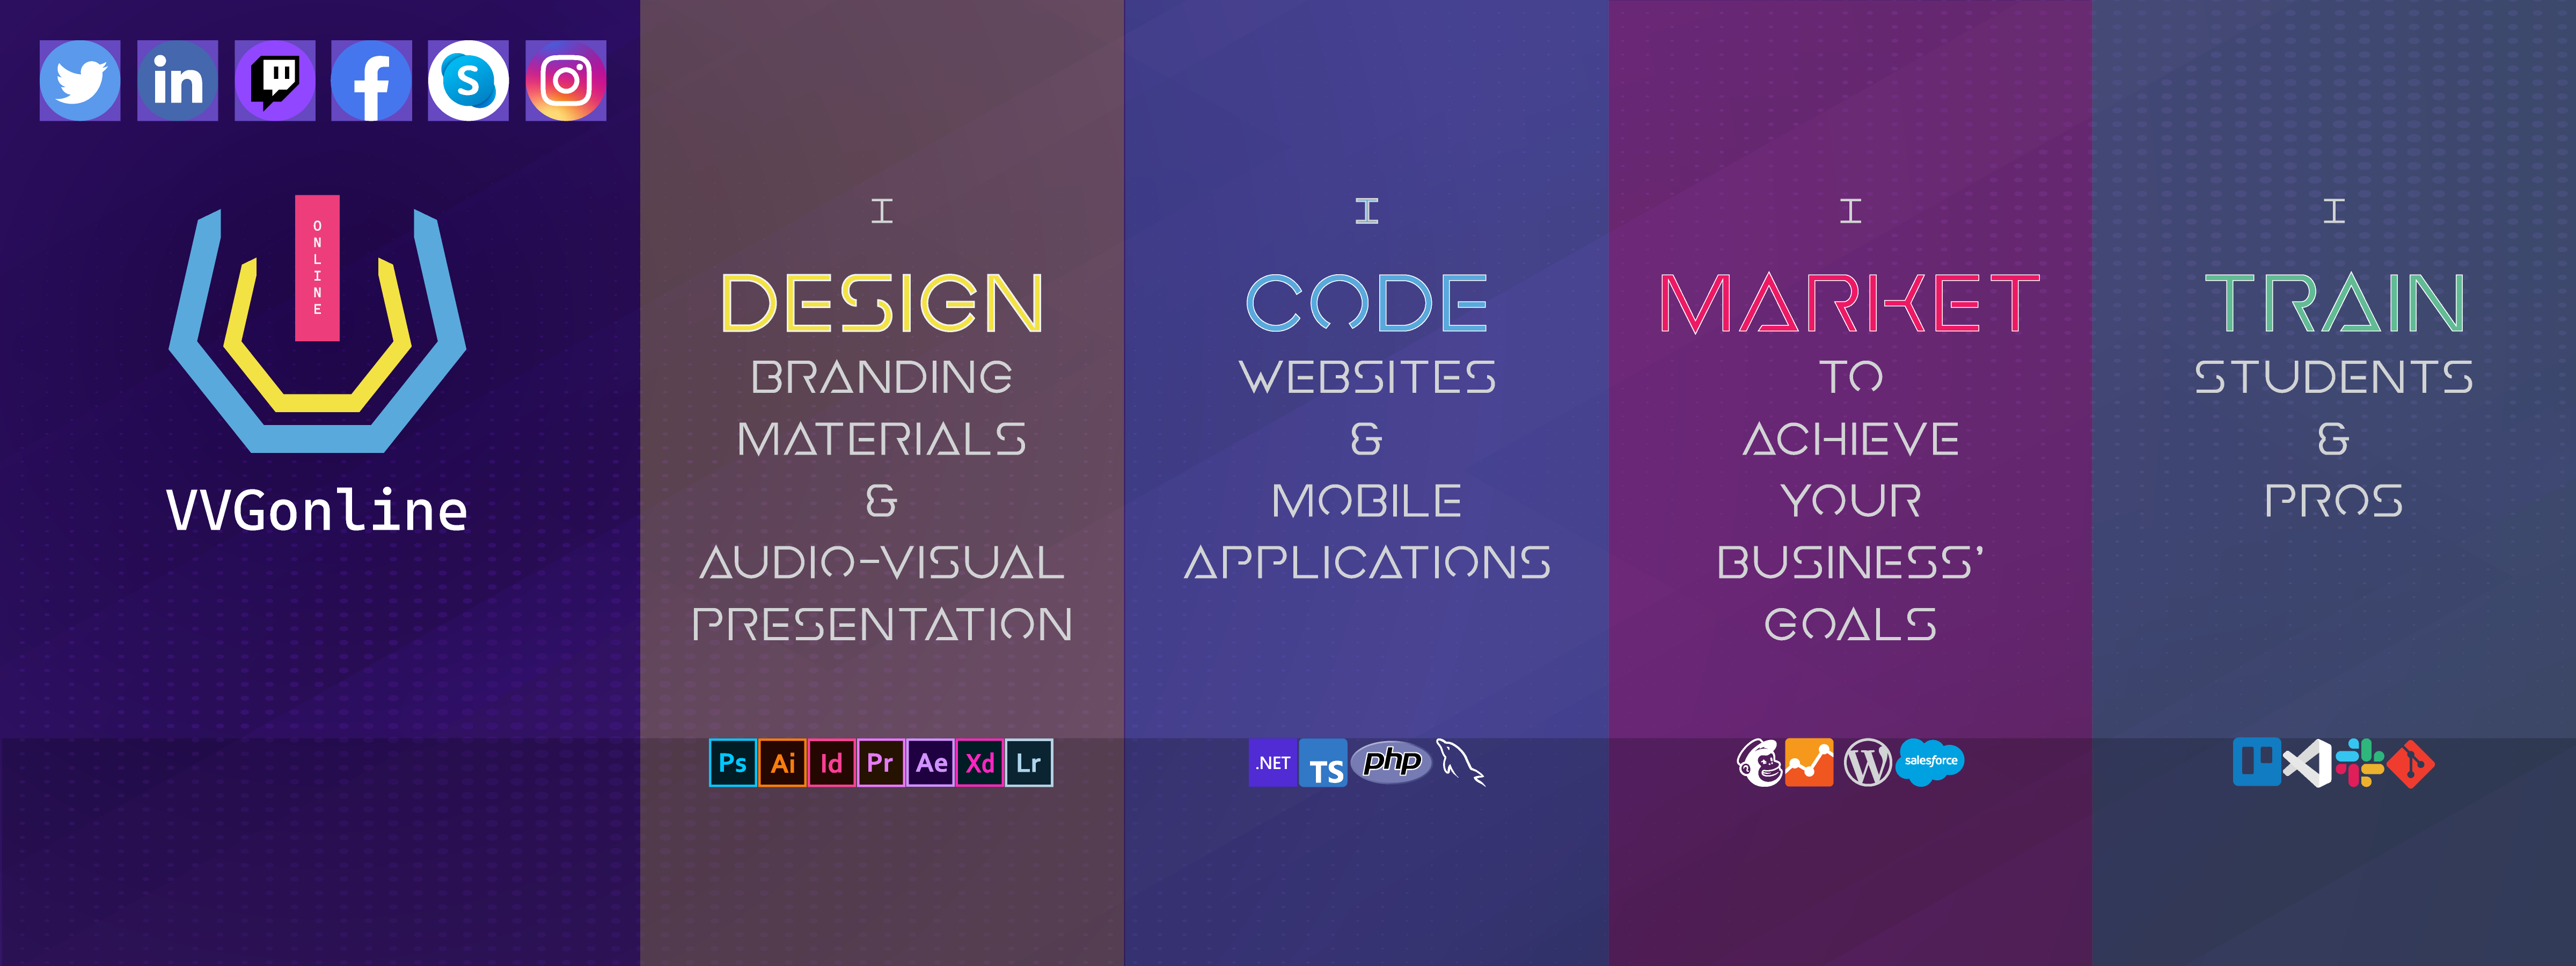 in
f
S
ONLINE
VVGonline
I
DESIGN
BRANDING
MATERIALS
&
AUDIO-VISUAL
PRESENTATION
Ps Ai Id Pr Ae Xd Lr
I
CODE
WEBSITES
&
MOBILE
APPLICATIONS
.NET TS php
I
MARKET
TO
ACHIEVE
YOUR
BUSINESS’
GOALS
W salesforce
I
TRAIN
STUDENTS
&
PROS